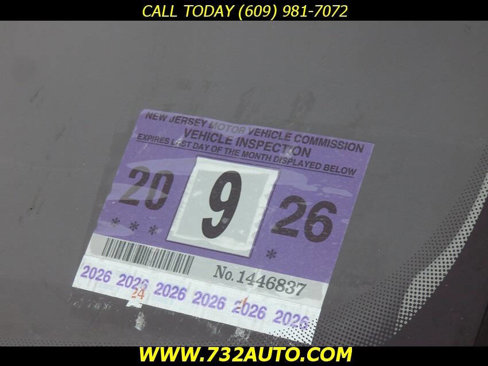 CALL TODAY (609) 981-7072
NEW JERSEY MOTOR VEHICLE COMMISSION
VEHICLE INSPECTION
EXPIRES LAST DAY OF THE MONTH DISPLAYED BELOW
20 9 26
* * * *
No. 1446837
2026 2026 2026 2026 2026 2026
24
WWW.732AUTO.COM